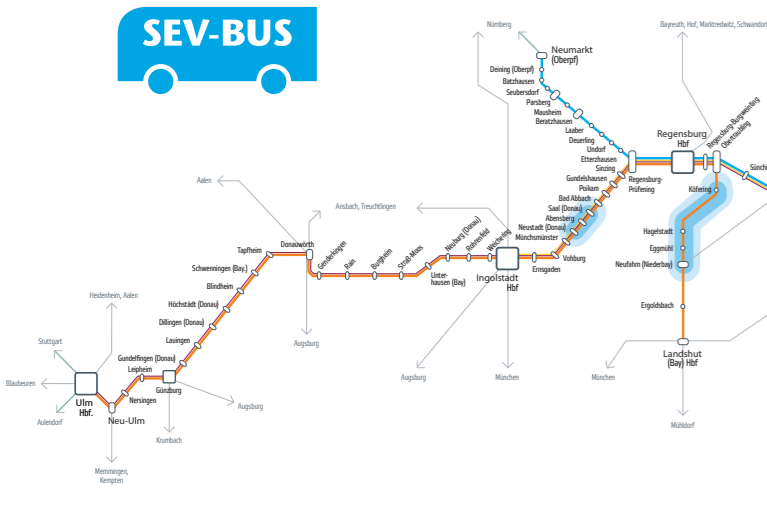 SEV-BUS
Nürnberg
Bayreuth, Hof, Marktredwitz, Schwandorf
Neumarkt
(Oberpf)
Deining (Oberpf)
Batzhausen
Seubersdorf
Parsberg
Mausheim
Beratzhausen
Laaber
Deuerling
Undorf
Etterzhausen
Sinzing
Gundelshausen
Poikam
Bad Abbach
Saal (Donau)
Abensberg
Neustadt (Donau)
Münchsmünster
Vohburg
Ernsgaden
Regensburg-
Prüfening
Regensburg
Hbf
Regensburg-Burgweinting
Obertraubling
Sünchi
Köfering
Hagelstadt
Eggmühl
Neufahrn (Niederbay)
Ergoldsbach
Landshut
(Bay) Hbf
München
Mühldorf
Aalen
Ansbach, Treuchtlingen
Donauwörth
Tapfheim
Schwenningen (Bay.)
Blindheim
Höchstädt (Donau)
Dillingen (Donau)
Lauingen
Gundelfingen (Donau)
Leipheim
Günzburg
Nersingen
Neu-Ulm
Ulm
Hbf.
Genderkingen
Rain
Burgheim
Straß-Moos
Unter-
hausen (Bay)
Neuburg (Donau)
Rohrenfeld
Weichering
Ingolstadt
Hbf
Augsburg
Augsburg
München
Heidenheim, Aalen
Stuttgart
Blaubeuren
Aulendorf
Memmingen,
Kempten
Krumbach
Augsburg